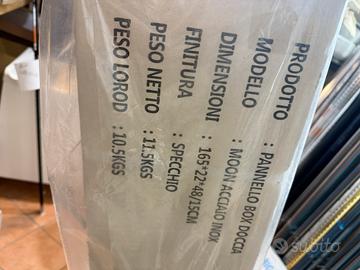 PRODOTTO : PANNELLO BOX DOCCIA
MODELLO : MOON ACCIAIO INOX
DIMENSIONI : 165*22*48/15CM
FINITURA : SPECCHIO
PESO NETTO : 11.5KGS
PESO LOROD : 10.5KGS
subito